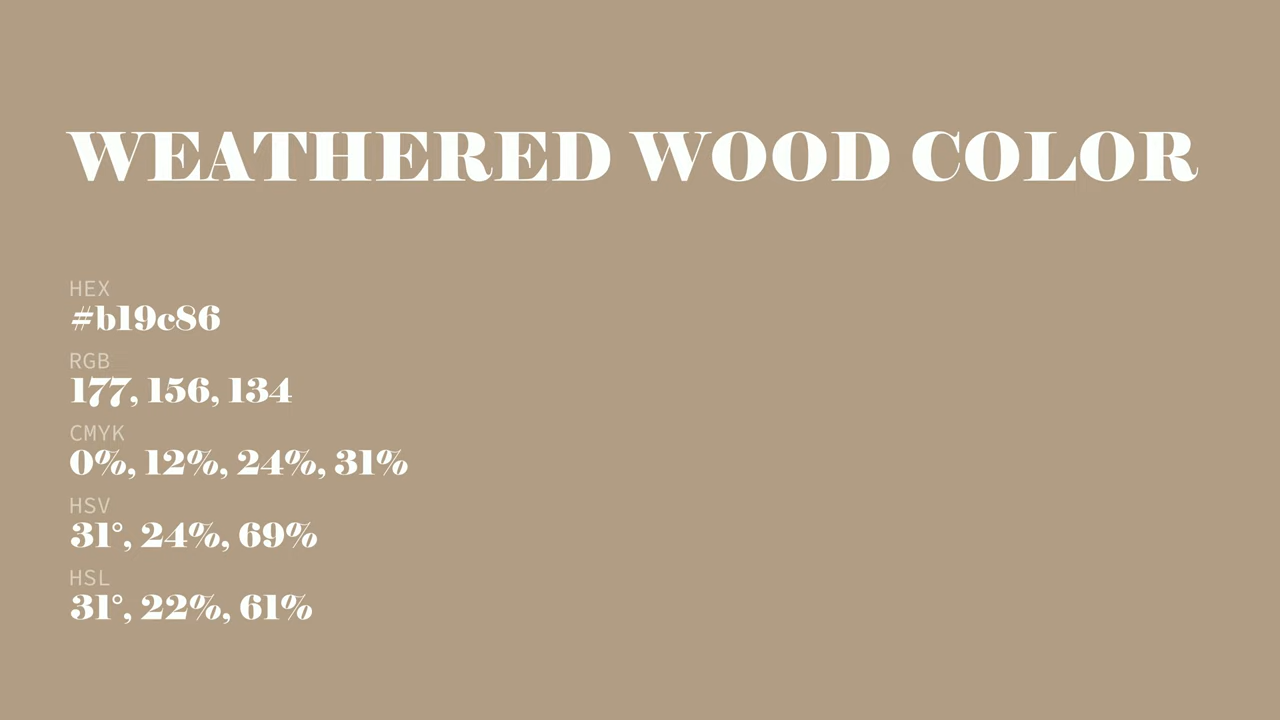 WEATHERED WOOD COLOR
HEX
#b19c86
RGB
177, 156, 134
CMYK
0%, 12%, 24%, 31%
HSV
31°, 24%, 69%
HSL
31°, 22%, 61%